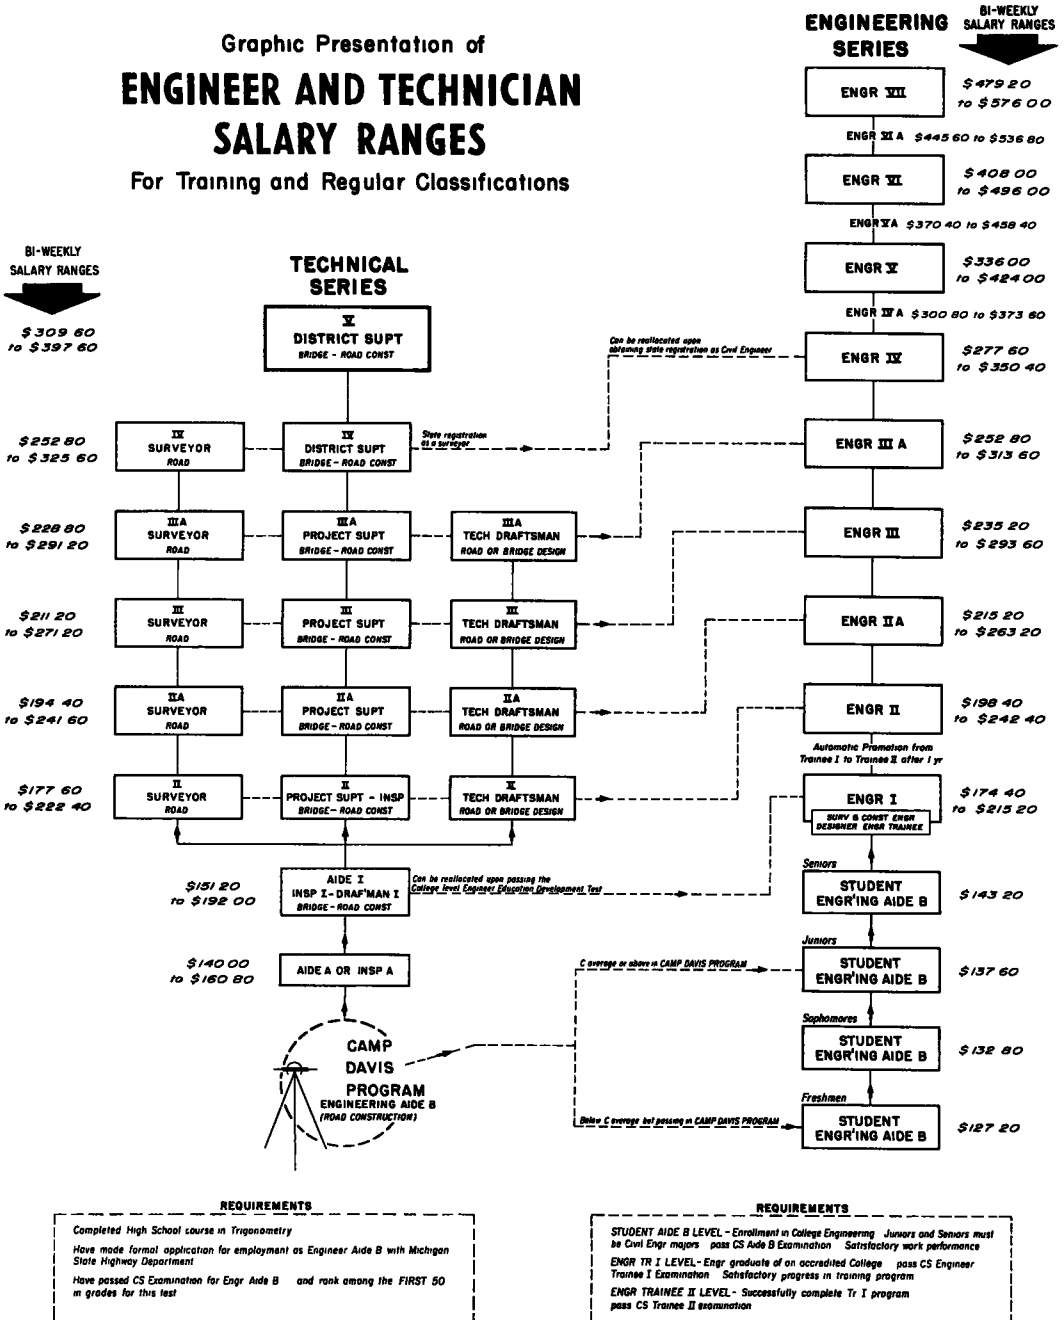 Graphic Presentation of
ENGINEER AND TECHNICIAN
SALARY RANGES
For Training and Regular Classifications
BI-WEEKLY
SALARY RANGES
$309 60
to $397 60
$252 80
to $325 60
$228 80
to $291 20
$211 20
to $271 20
$194 40
to $241 60
$177 60
to $222 40
TECHNICAL
SERIES
V
DISTRICT SUPT
BRIDGE - ROAD CONST
IV
SURVEYOR
ROAD
IV
DISTRICT SUPT
BRIDGE - ROAD CONST
State registration
as a surveyor
Can be reallocated upon
obtaining state registration as Civil Engineer
IIIA
SURVEYOR
ROAD
IIIA
PROJECT SUPT
BRIDGE - ROAD CONST
IIIA
TECH DRAFTSMAN
ROAD OR BRIDGE DESIGN
III
SURVEYOR
ROAD
III
PROJECT SUPT
BRIDGE - ROAD CONST
III
TECH DRAFTSMAN
ROAD OR BRIDGE DESIGN
IIA
SURVEYOR
ROAD
IIA
PROJECT SUPT
BRIDGE - ROAD CONST
IIA
TECH DRAFTSMAN
ROAD OR BRIDGE DESIGN
II
SURVEYOR
ROAD
II
PROJECT SUPT - INSP
BRIDGE - ROAD CONST
II
TECH DRAFTSMAN
ROAD OR BRIDGE DESIGN
$151 20
to $192 00
AIDE I
INSP I - DRAF'MAN I
BRIDGE - ROAD CONST
Can be reallocated upon passing the
College level Engineer Education Development Test
$140 00
to $160 80
AIDE A OR INSP A
CAMP
DAVIS
PROGRAM
ENGINEERING AIDE B
(ROAD CONSTRUCTION)
C average or above in CAMP DAVIS PROGRAM
Below C average but passing in CAMP DAVIS PROGRAM
ENGINEERING
SERIES
BI-WEEKLY
SALARY RANGES
ENGR VII
$479 20
to $576 00
ENGR VI A $445 60 to $536 80
ENGR VI
$408 00
to $496 00
ENGR V A $370 40 to $458 40
ENGR V
$336 00
to $424 00
ENGR IV A $300 80 to $373 60
ENGR IV
$277 60
to $350 40
ENGR III A
$252 80
to $313 60
ENGR III
$235 20
to $293 60
ENGR II A
$215 20
to $263 20
ENGR II
$198 40
to $242 40
Automatic Promotion from
Trainee I to Trainee II after 1 yr
ENGR I
$174 40
to $215 20
SURV & CONST ENGR
DESIGNER ENGR TRAINEE
Seniors
STUDENT
ENGR'ING AIDE B
$143 20
Juniors
STUDENT
ENGR'ING AIDE B
$137 60
Sophomores
STUDENT
ENGR'ING AIDE B
$132 80
Freshmen
STUDENT
ENGR'ING AIDE B
$127 20
REQUIREMENTS
Completed High School course in Trigonometry
Have made formal application for employment as Engineer Aide B with Michigan
State Highway Department
Have passed CS Examination for Engr Aide B and rank among the FIRST 50
in grades for this test
REQUIREMENTS
STUDENT AIDE B LEVEL - Enrollment in College Engineering Juniors and Seniors must
be Civil Engr majors pass CS Aide B Examination Satisfactory work performance
ENGR TR I LEVEL - Engr graduate of an accredited College pass CS Engineer
Trainee I Examination Satisfactory progress in training program
ENGR TRAINEE II LEVEL - Successfully complete Tr I program
pass CS Trainee II examination